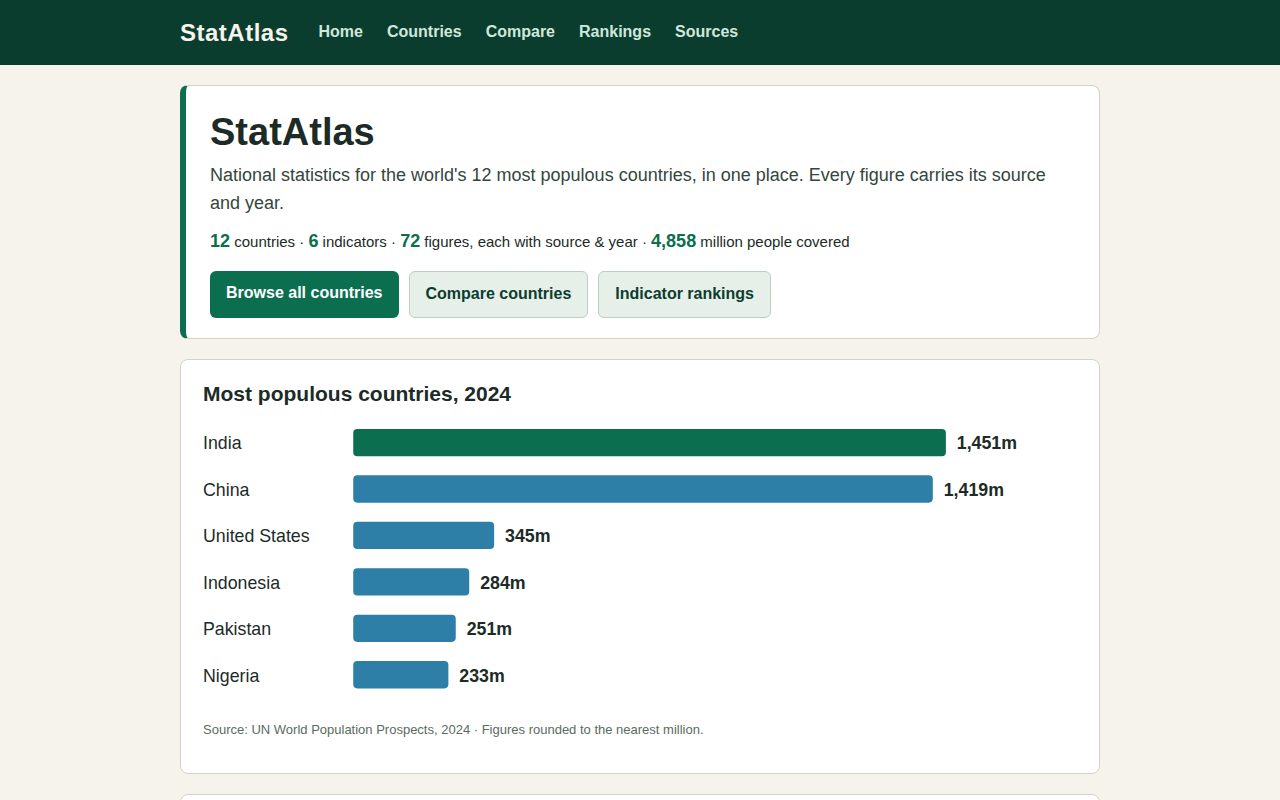 StatAtlas Home Countries Compare Rankings Sources
StatAtlas
National statistics for the world's 12 most populous countries, in one place. Every figure carries its source
and year.
12 countries · 6 indicators · 72 figures, each with source & year · 4,858 million people covered
Browse all countries Compare countries Indicator rankings
Most populous countries, 2024
India 1,451m
China 1,419m
United States 345m
Indonesia 284m
Pakistan 251m
Nigeria 233m
Source: UN World Population Prospects, 2024 · Figures rounded to the nearest million.